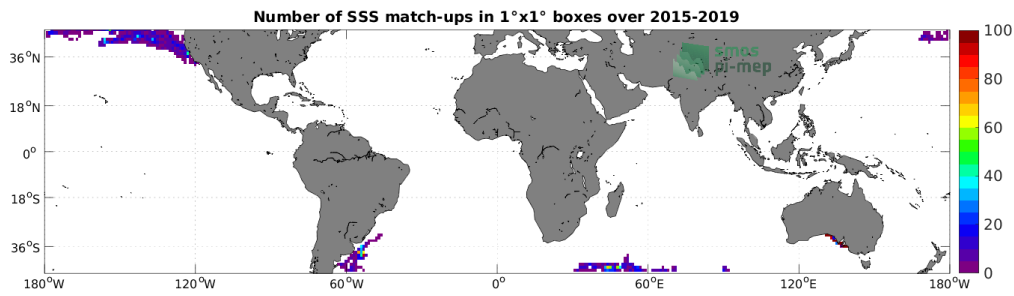 Number of SSS match-ups in 1°x1° boxes over 2015-2019
smos
pi-mep
36°N
18°N
0°
18°S
36°S
180°W
120°W
60°W
0°
60°E
120°E
180°W
100
80
60
40
20
0